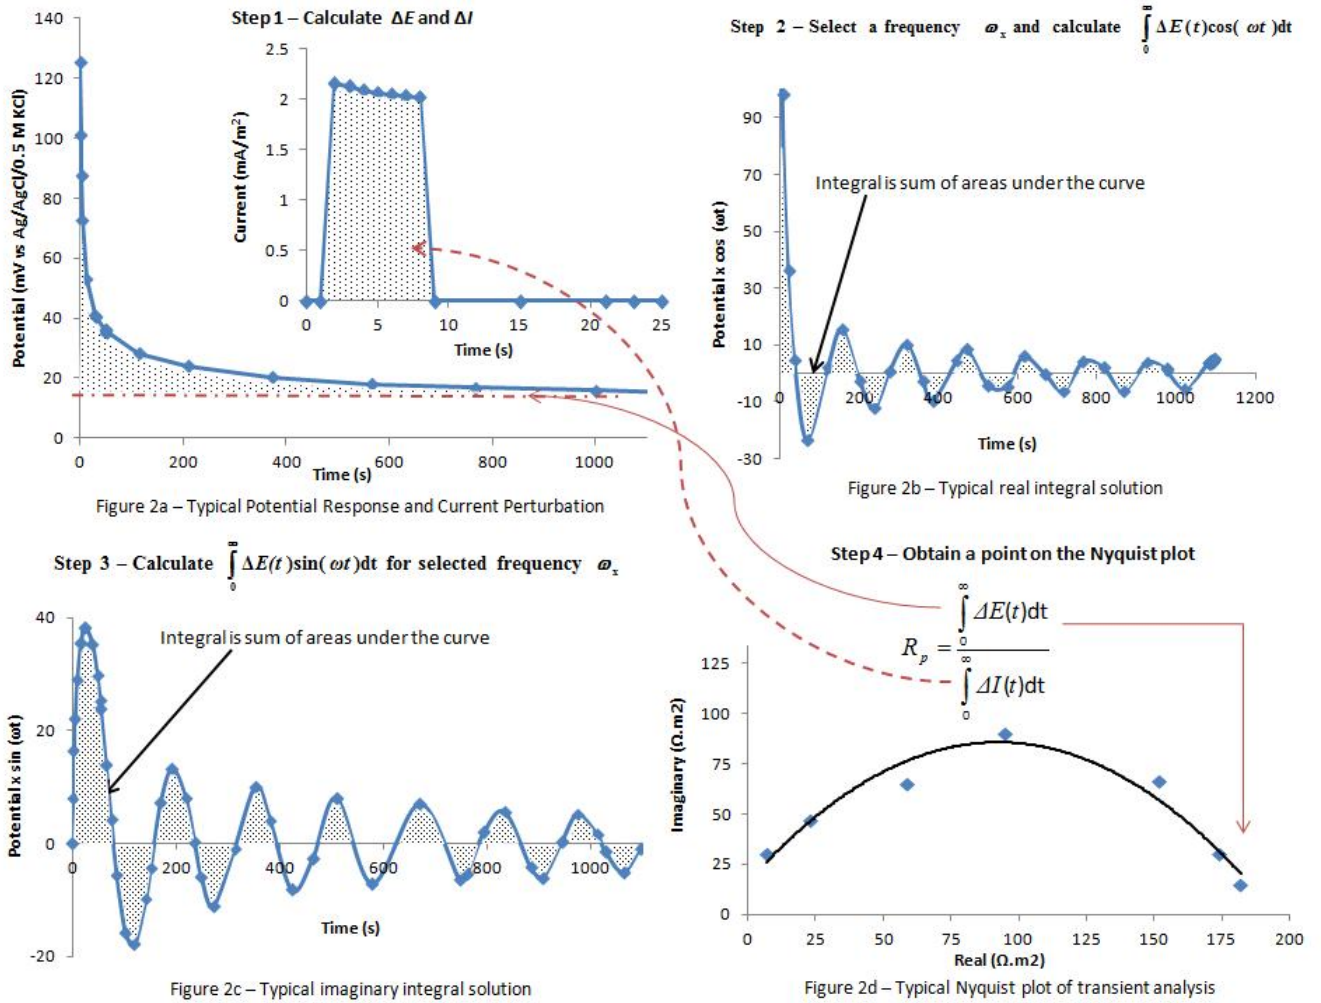 Step 1 – Calculate ΔE and ΔI
140
120
100
80
60
40
20
0
Potential (mV vs Ag/AgCl/0.5 M KCl)
0 200 400 600 800 1000
Time (s)
2.5
2
1.5
1
0.5
0
Current (mA/m²)
0 5 10 15 20 25
Time (s)
Figure 2a – Typical Potential Response and Current Perturbation
Step 2 – Select a frequency ϖx and calculate ∫₀^∞ ΔE(t)cos( ωt )dt
90
70
50
30
10
-10
-30
Potential x cos (ωt)
Integral is sum of areas under the curve
0 200 400 600 800 1000 1200
Time (s)
Figure 2b – Typical real integral solution
Step 3 – Calculate ∫₀^∞ ΔE(t)sin( ωt)dt for selected frequency ϖx
40
20
0
-20
Potential x sin (ωt)
Integral is sum of areas under the curve
0 200 400 600 800 1000
Time (s)
Figure 2c – Typical imaginary integral solution
Step 4 – Obtain a point on the Nyquist plot
Rp = ∫₀^∞ ΔE(t)dt / ∫₀^∞ ΔI(t)dt
125
100
75
50
25
0
Imaginary (Ω.m2)
0 25 50 75 100 125 150 175 200
Real (Ω.m2)
Figure 2d – Typical Nyquist plot of transient analysis